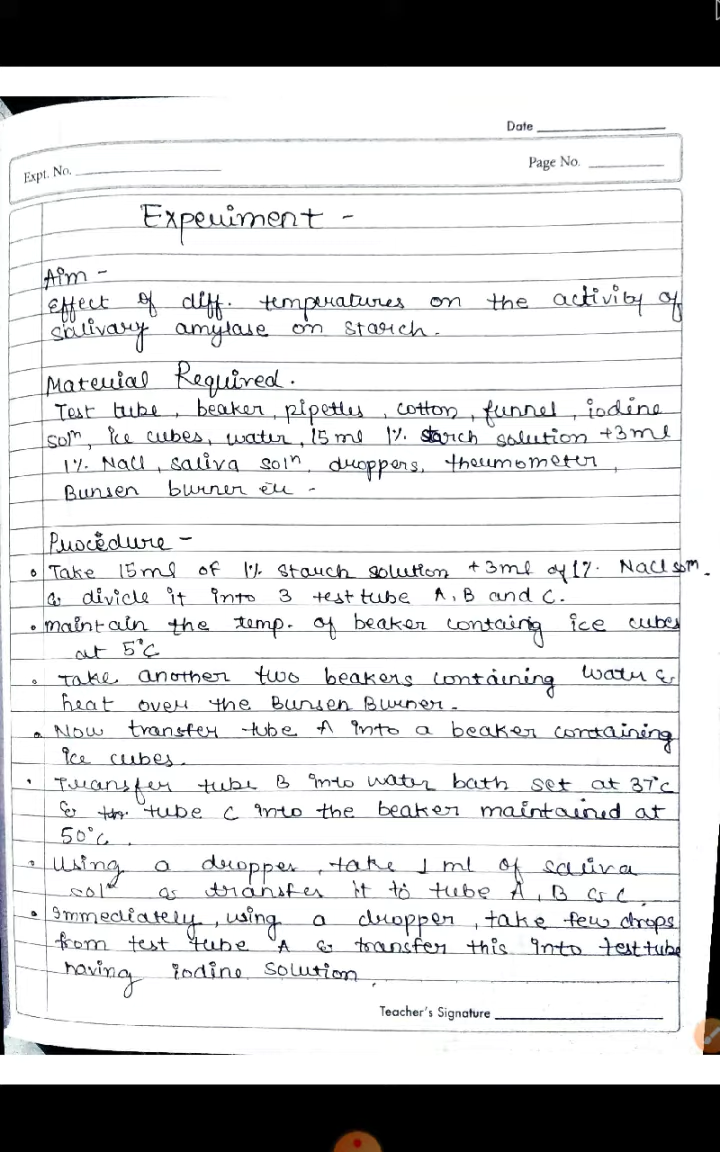 Date
Expt. No.
Page No.
Experiment -
Aim -
Effect of diff. temperatures on the activity of
salivary amylase on starch.
Material Required.
Test tube, beaker, pipettes, cotton, funnel, iodine
soln, ice cubes, water, 15 ml 1% starch solution + 3 ml
1% Nacl, saliva soln, droppers, thermometer,
Bunsen burner etc -
Procedure -
• Take 15 ml of 1% starch solution + 3 ml of 1% Nacl soln.
& divide it into 3 test tube A, B and C.
• maintain the temp. of beaker containing ice cubes
at 5°C
• Take another two beakers containing water &
heat over the Bunsen Burner.
• Now transfer tube A into a beaker containing
ice cubes.
• Transfer tube B into water bath set at 37°C
& tube C into the beaker maintained at
50°C.
• Using a dropper, take 1 ml of saliva
soln & transfer it to tube A, B & C.
• Immediately, using a dropper, take few drops
from test tube A & transfer this into test tube
having iodine solution.
Teacher's Signature